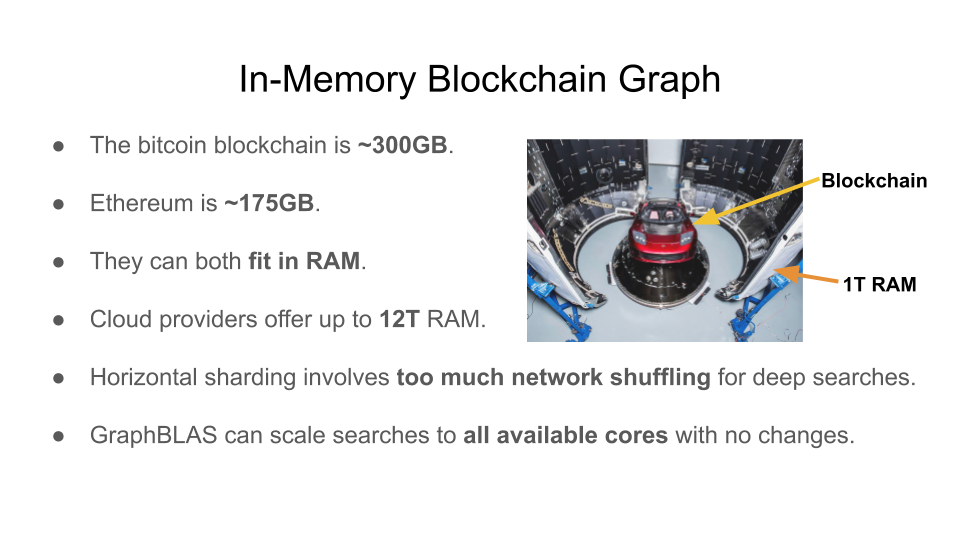 In-Memory Blockchain Graph
● The bitcoin blockchain is ~300GB.
● Ethereum is ~175GB.
● They can both fit in RAM.
● Cloud providers offer up to 12T RAM.
● Horizontal sharding involves too much network shuffling for deep searches.
● GraphBLAS can scale searches to all available cores with no changes.
Blockchain
1T RAM